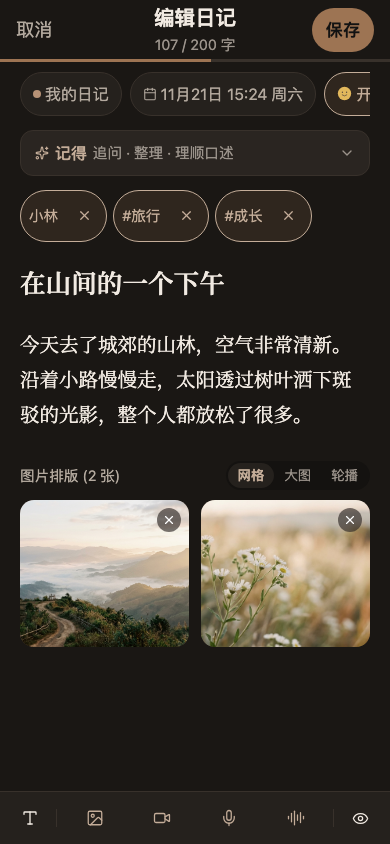 取消
编辑日记
107 / 200 字
保存
我的日记
11月21日 15:24 周六
开
记得 追问 · 整理 · 理顺口述
小林
#旅行
#成长
在山间的一个下午
今天去了城郊的山林，空气非常清新。
沿着小路慢慢走，太阳透过树叶洒下斑
驳的光影，整个人都放松了很多。
图片排版 (2 张)
网格
大图
轮播